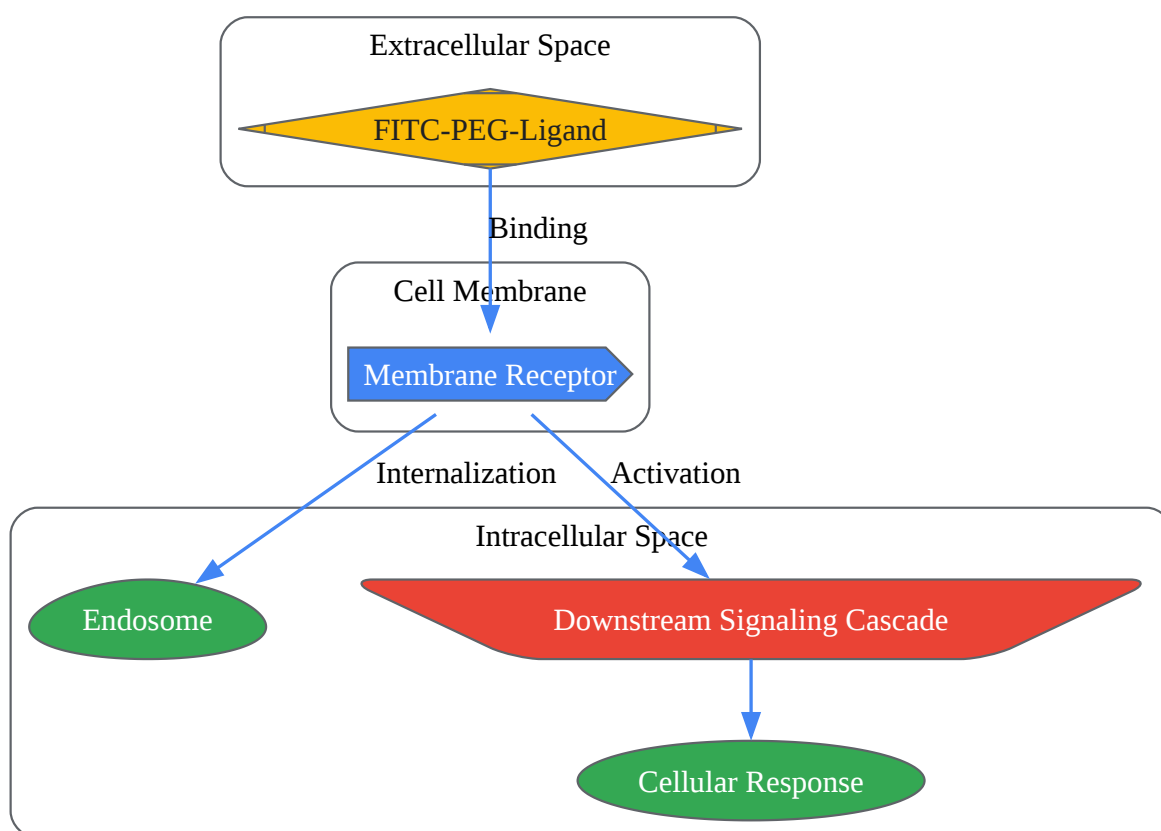 Extracellular Space
FITC-PEG-Ligand
Binding
Cell Membrane
Membrane Receptor
Internalization
Activation
Intracellular Space
Endosome
Downstream Signaling Cascade
Cellular Response